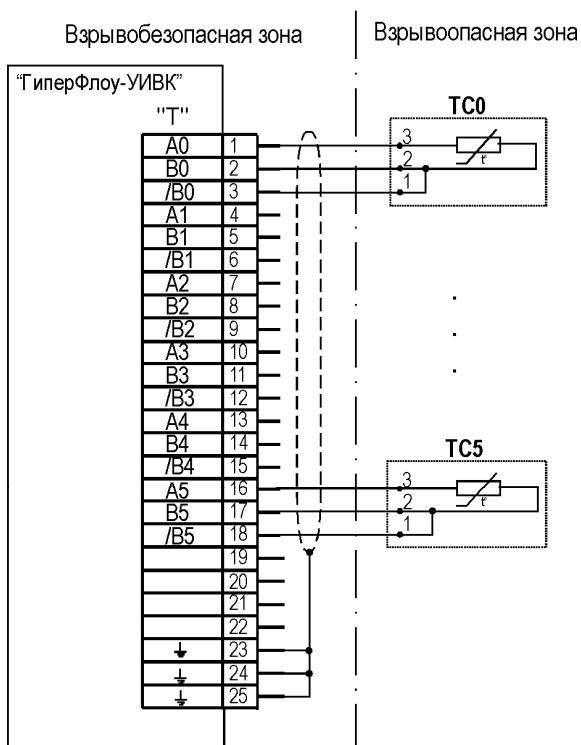 Взрывобезопасная зона
Взрывоопасная зона
"ГиперФлоу-УИВК"
"Т"
A0 1
B0 2
/B0 3
A1 4
B1 5
/B1 6
A2 7
B2 8
/B2 9
A3 10
B3 11
/B3 12
A4 13
B4 14
/B4 15
A5 16
B5 17
/B5 18
19
20
21
22
23
24
25
TC0
3
2
1
t°
TC5
3
2
1
t°